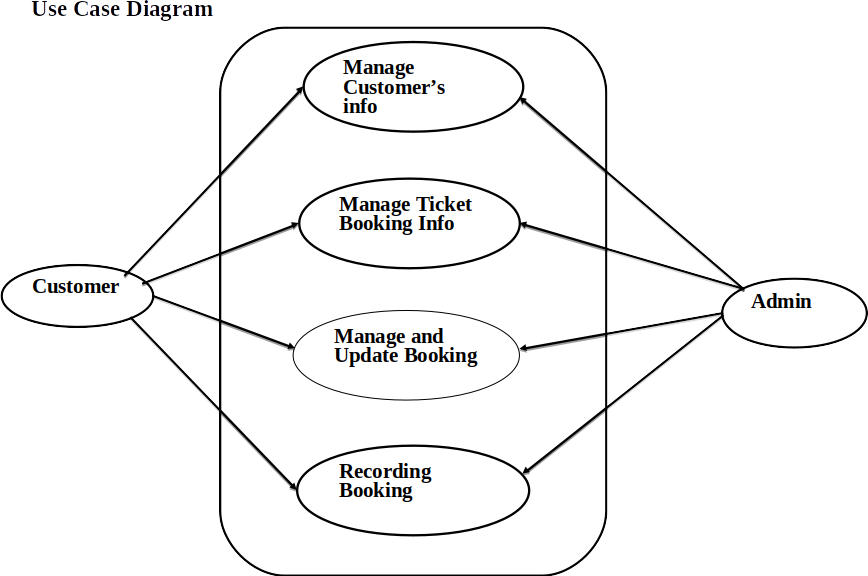 Use Case Diagram
Manage
Customer’s
info
Manage Ticket
Booking Info
Customer
Admin
Manage and
Update Booking
Recording
Booking